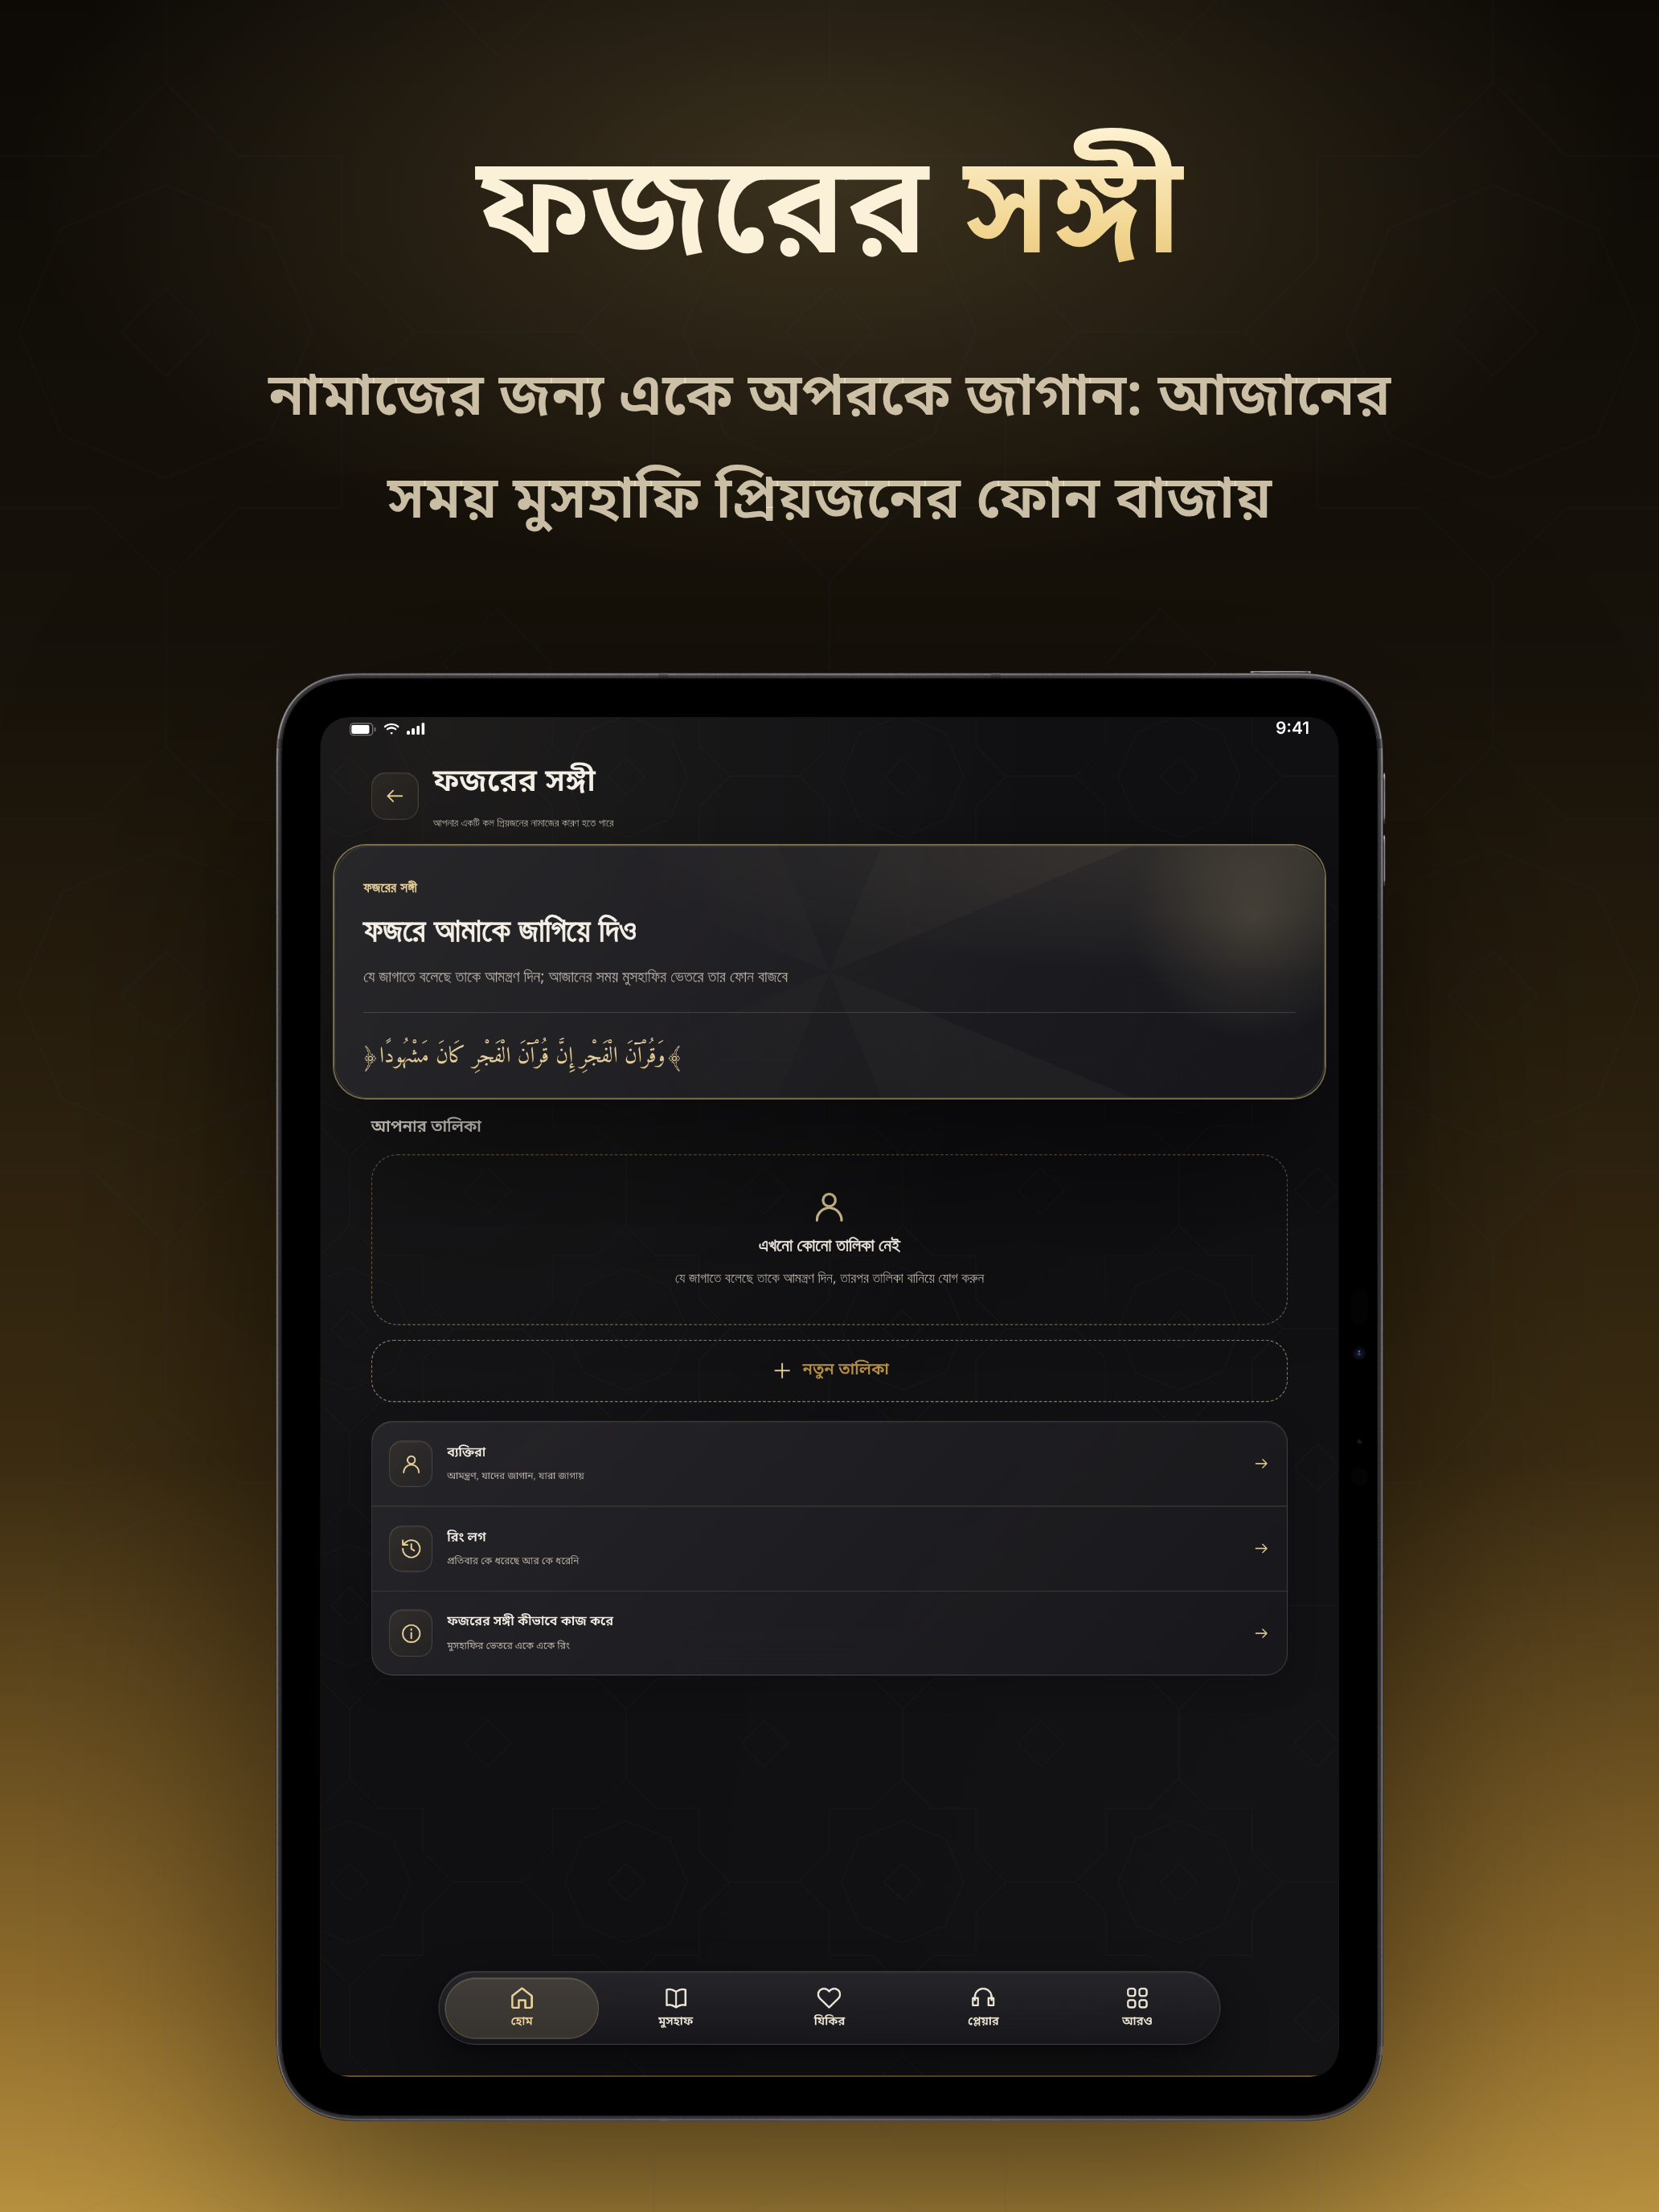 ফজরের সঙ্গী
নামাজের জন্য একে অপরকে জাগান: আজানের
সময় মুসহাফি প্রিয়জনের ফোন বাজায়
9:41
ফজরের সঙ্গী
আপনার একটি কল প্রিয়জনের নামাজের কারণ হতে পারে
ফজরের সঙ্গী
ফজরে আমাকে জাগিয়ে দিও
যে জাগাতে বলেছে তাকে আমন্ত্রণ দিন; আজানের সময় মুসহাফির ভেতরে তার ফোন বাজবে
﴿وَقُرْآنَ الْفَجْرِ إِنَّ قُرْآنَ الْفَجْرِ كَانَ مَشْهُودًا﴾
আপনার তালিকা
এখনো কোনো তালিকা নেই
যে জাগাতে বলেছে তাকে আমন্ত্রণ দিন, তারপর তালিকা বানিয়ে যোগ করুন
+ নতুন তালিকা
ব্যক্তিরা
আমন্ত্রণ, যাদের জাগান, যারা জাগায়
রিং লগ
প্রতিবার কে ধরেছে আর কে ধরেনি
ফজরের সঙ্গী কীভাবে কাজ করে
মুসহাফির ভেতরে একে একে রিং
হোম মুসহাফ যিকির প্লেয়ার আরও